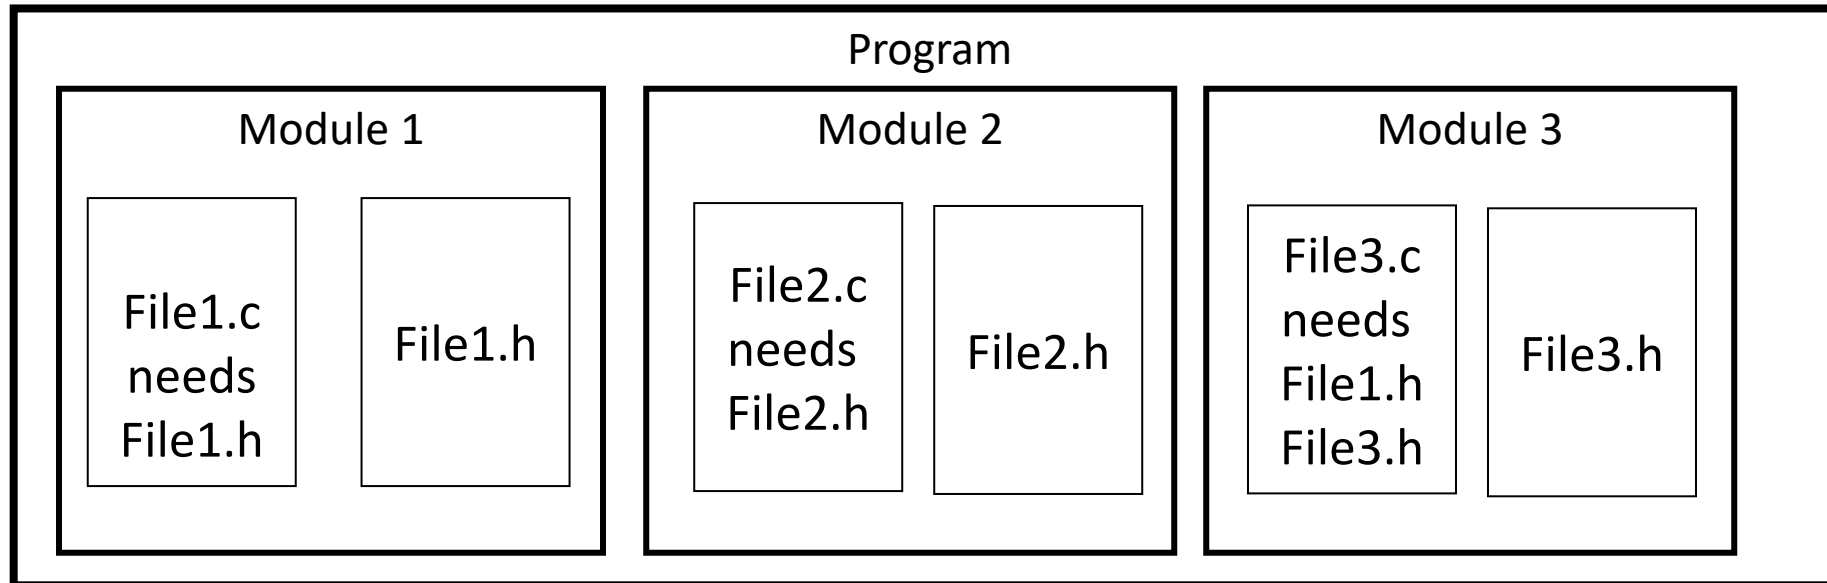 Program
Module 1
File1.c
needs
File1.h
File1.h
Module 2
File2.c
needs
File2.h
File2.h
Module 3
File3.c
needs
File1.h
File3.h
File3.h